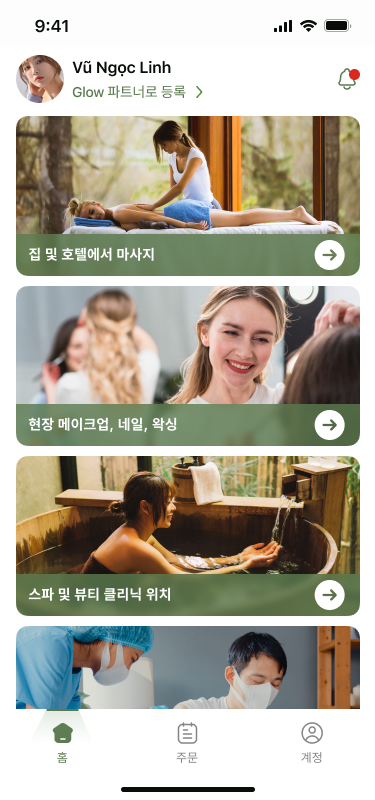 9:41
Vũ Ngọc Linh
Glow 파트너로 등록
집 및 호텔에서 마사지
현장 메이크업, 네일, 왁싱
스파 및 뷰티 클리닉 위치
홈
주문
계정